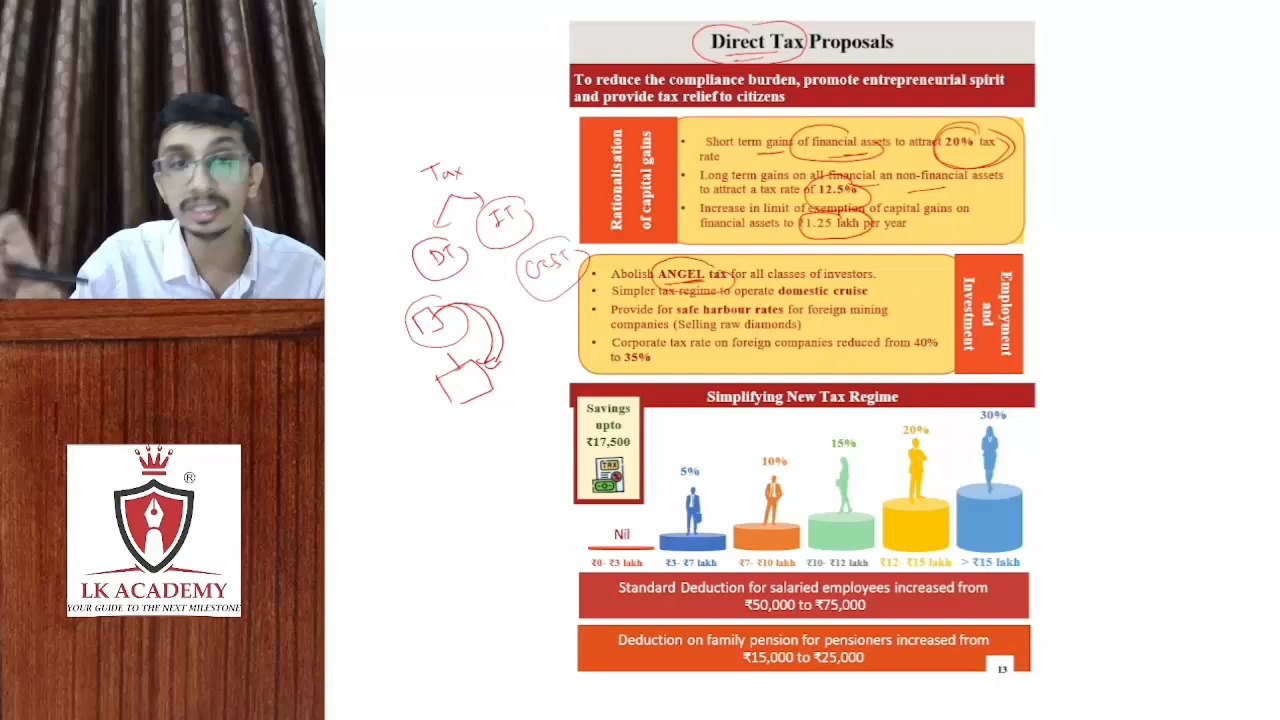 Direct Tax Proposals
To reduce the compliance burden, promote entrepreneurial spirit
and provide tax relief to citizens
Rationalisation
of capital gains
• Short term gains of financial assets to attract 20% tax
rate
• Long term gains on all financial an non-financial assets
to attract a tax rate of 12.5%
• Increase in limit of exemption of capital gains on
financial assets to ₹1.25 lakh per year
Tax
DT
IT
GST
• Abolish ANGEL tax for all classes of investors.
• Simpler tax regime to operate domestic cruise
• Provide for safe harbour rates for foreign mining
companies (Selling raw diamonds)
• Corporate tax rate on foreign companies reduced from 40%
to 35%
Employment
and
Investment
Simplifying New Tax Regime
Savings
upto
₹17,500
TAX
Nil
5%
10%
15%
20%
30%
₹0- ₹3 lakh
₹3- ₹7 lakh
₹7- ₹10 lakh
₹10- ₹12 lakh
₹12- ₹15 lakh
> ₹15 lakh
Standard Deduction for salaried employees increased from
₹50,000 to ₹75,000
Deduction on family pension for pensioners increased from
₹15,000 to ₹25,000
13
®
LK ACADEMY
YOUR GUIDE TO THE NEXT MILESTONE